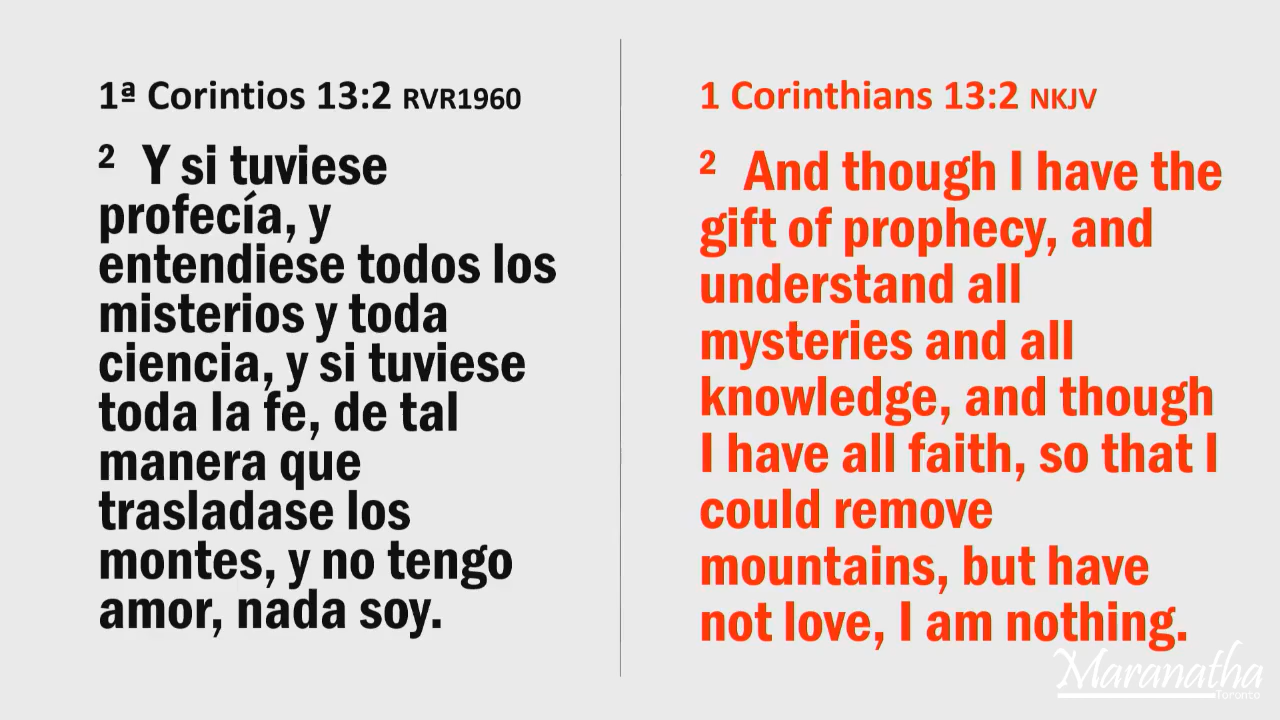 1ª Corintios 13:2 RVR1960
2 Y si tuviese
profecía, y
entendiese todos los
misterios y toda
ciencia, y si tuviese
toda la fe, de tal
manera que
trasladase los
montes, y no tengo
amor, nada soy.
1 Corinthians 13:2 NKJV
2 And though I have the
gift of prophecy, and
understand all
mysteries and all
knowledge, and though
I have all faith, so that I
could remove
mountains, but have
not love, I am nothing.
Maranatha
Toronto